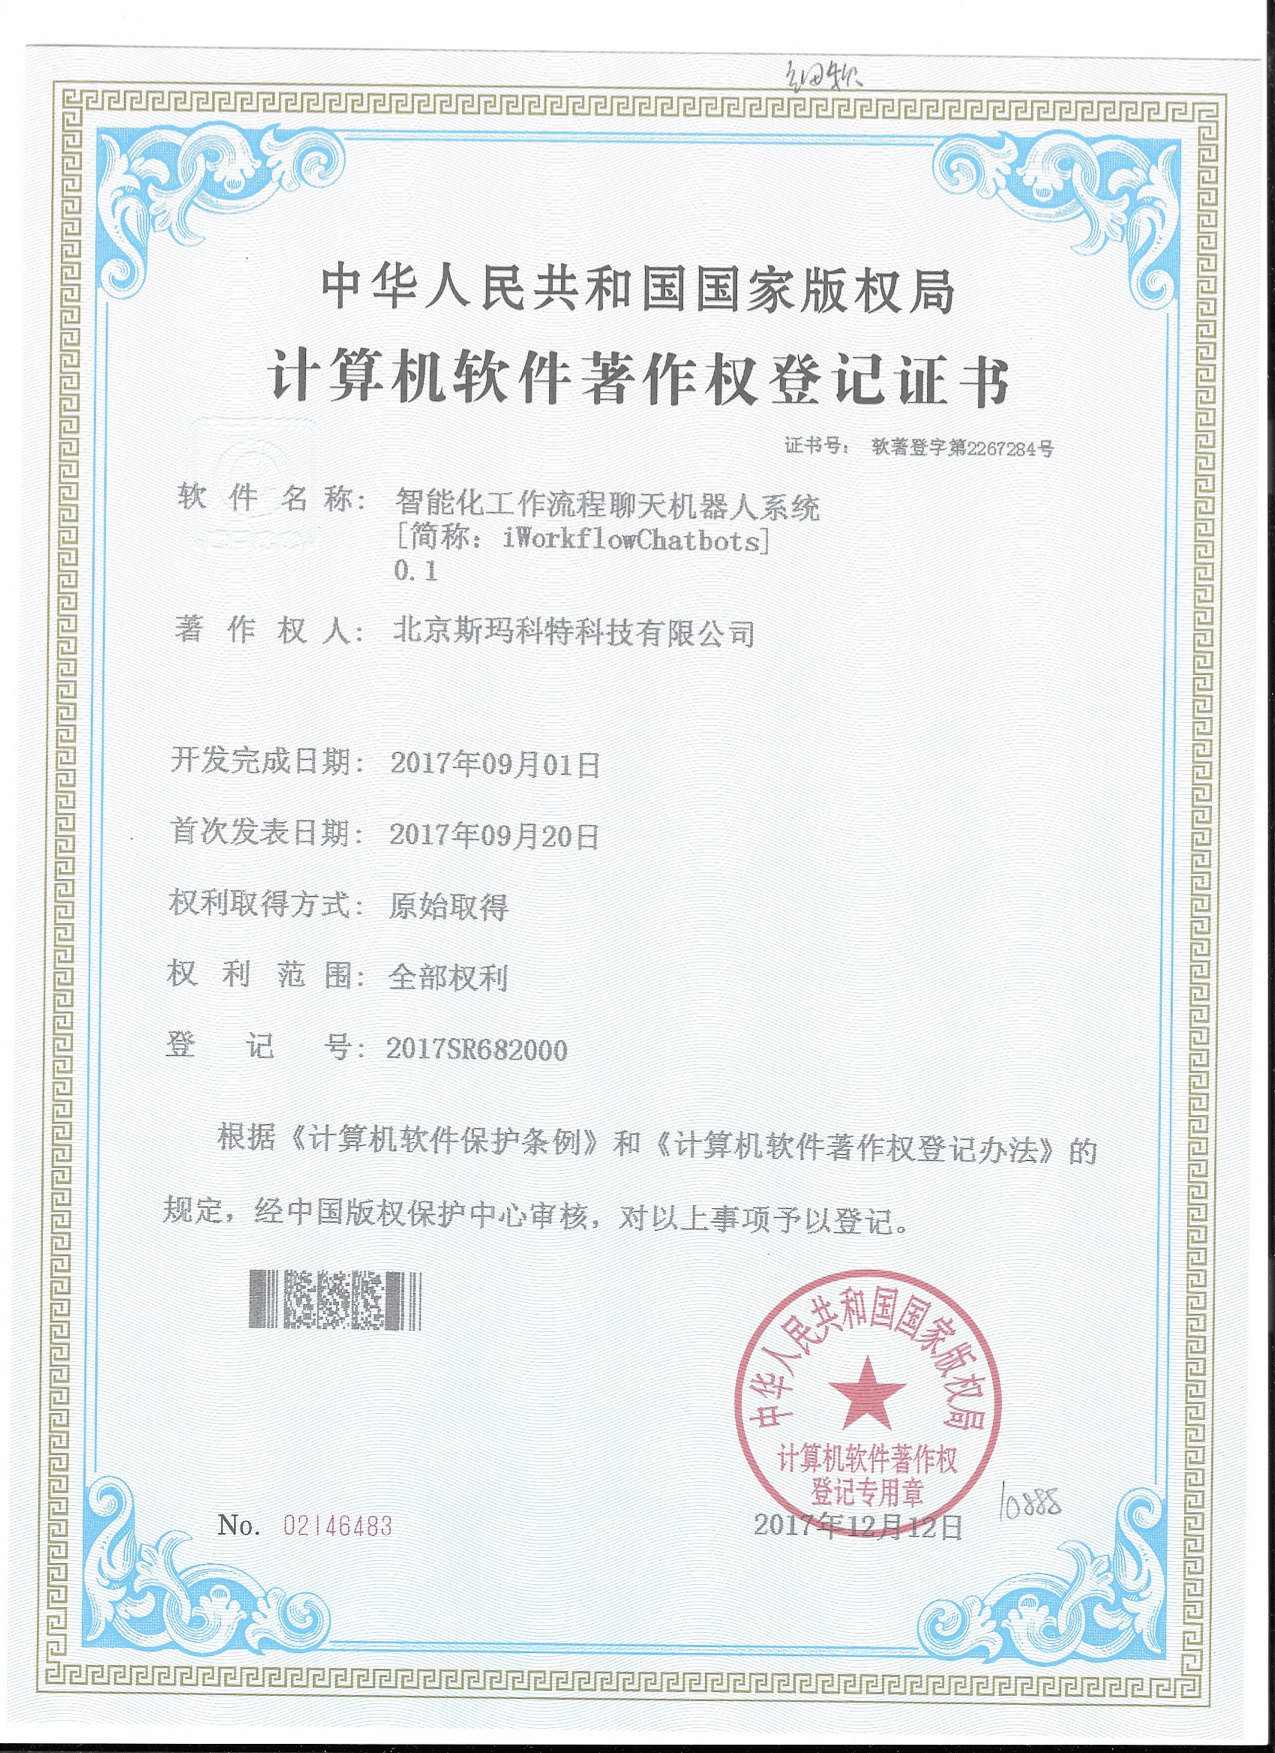 中华人民共和国国家版权局
计算机软件著作权登记证书
证书号： 软著登字第2267284号
软件名称： 智能化工作流程聊天机器人系统
[简称：iWorkflowChatbots]
0.1
著作权人： 北京斯玛科特科技有限公司
开发完成日期： 2017年09月01日
首次发表日期： 2017年09月20日
权利取得方式： 原始取得
权利范围： 全部权利
登记号： 2017SR682000
根据《计算机软件保护条例》和《计算机软件著作权登记办法》的
规定，经中国版权保护中心审核，对以上事项予以登记。
中华人民共和国国家版权局
计算机软件著作权
登记专用章
No. 02146483
2017年12月12日
10888